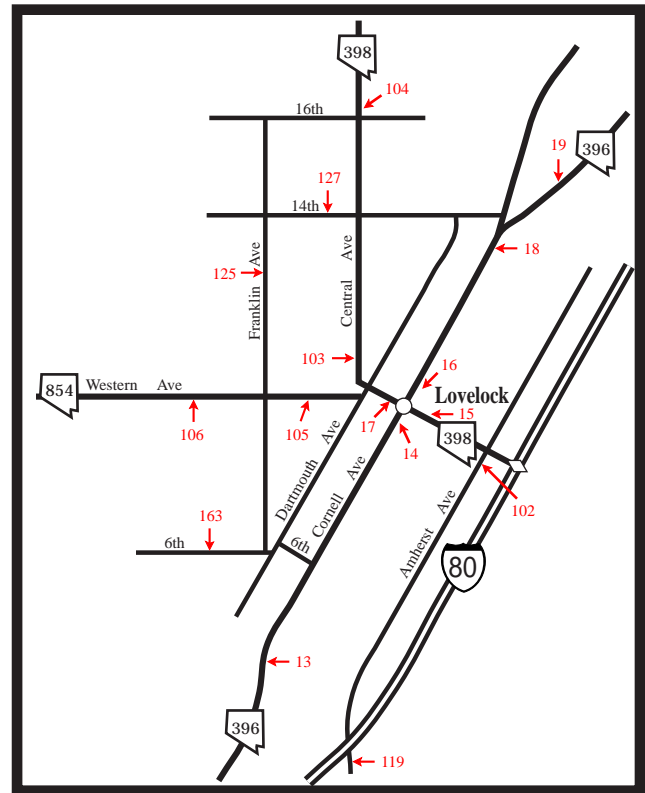 398
104
16th
19
396
127
14th
18
125
Franklin Ave
Central Ave
103
16
854
Western Ave
Lovelock
15
17
398
106
105
14
102
Dartmouth Ave
Cornell Ave
Amherst Ave
163
6th
6th
80
13
396
119